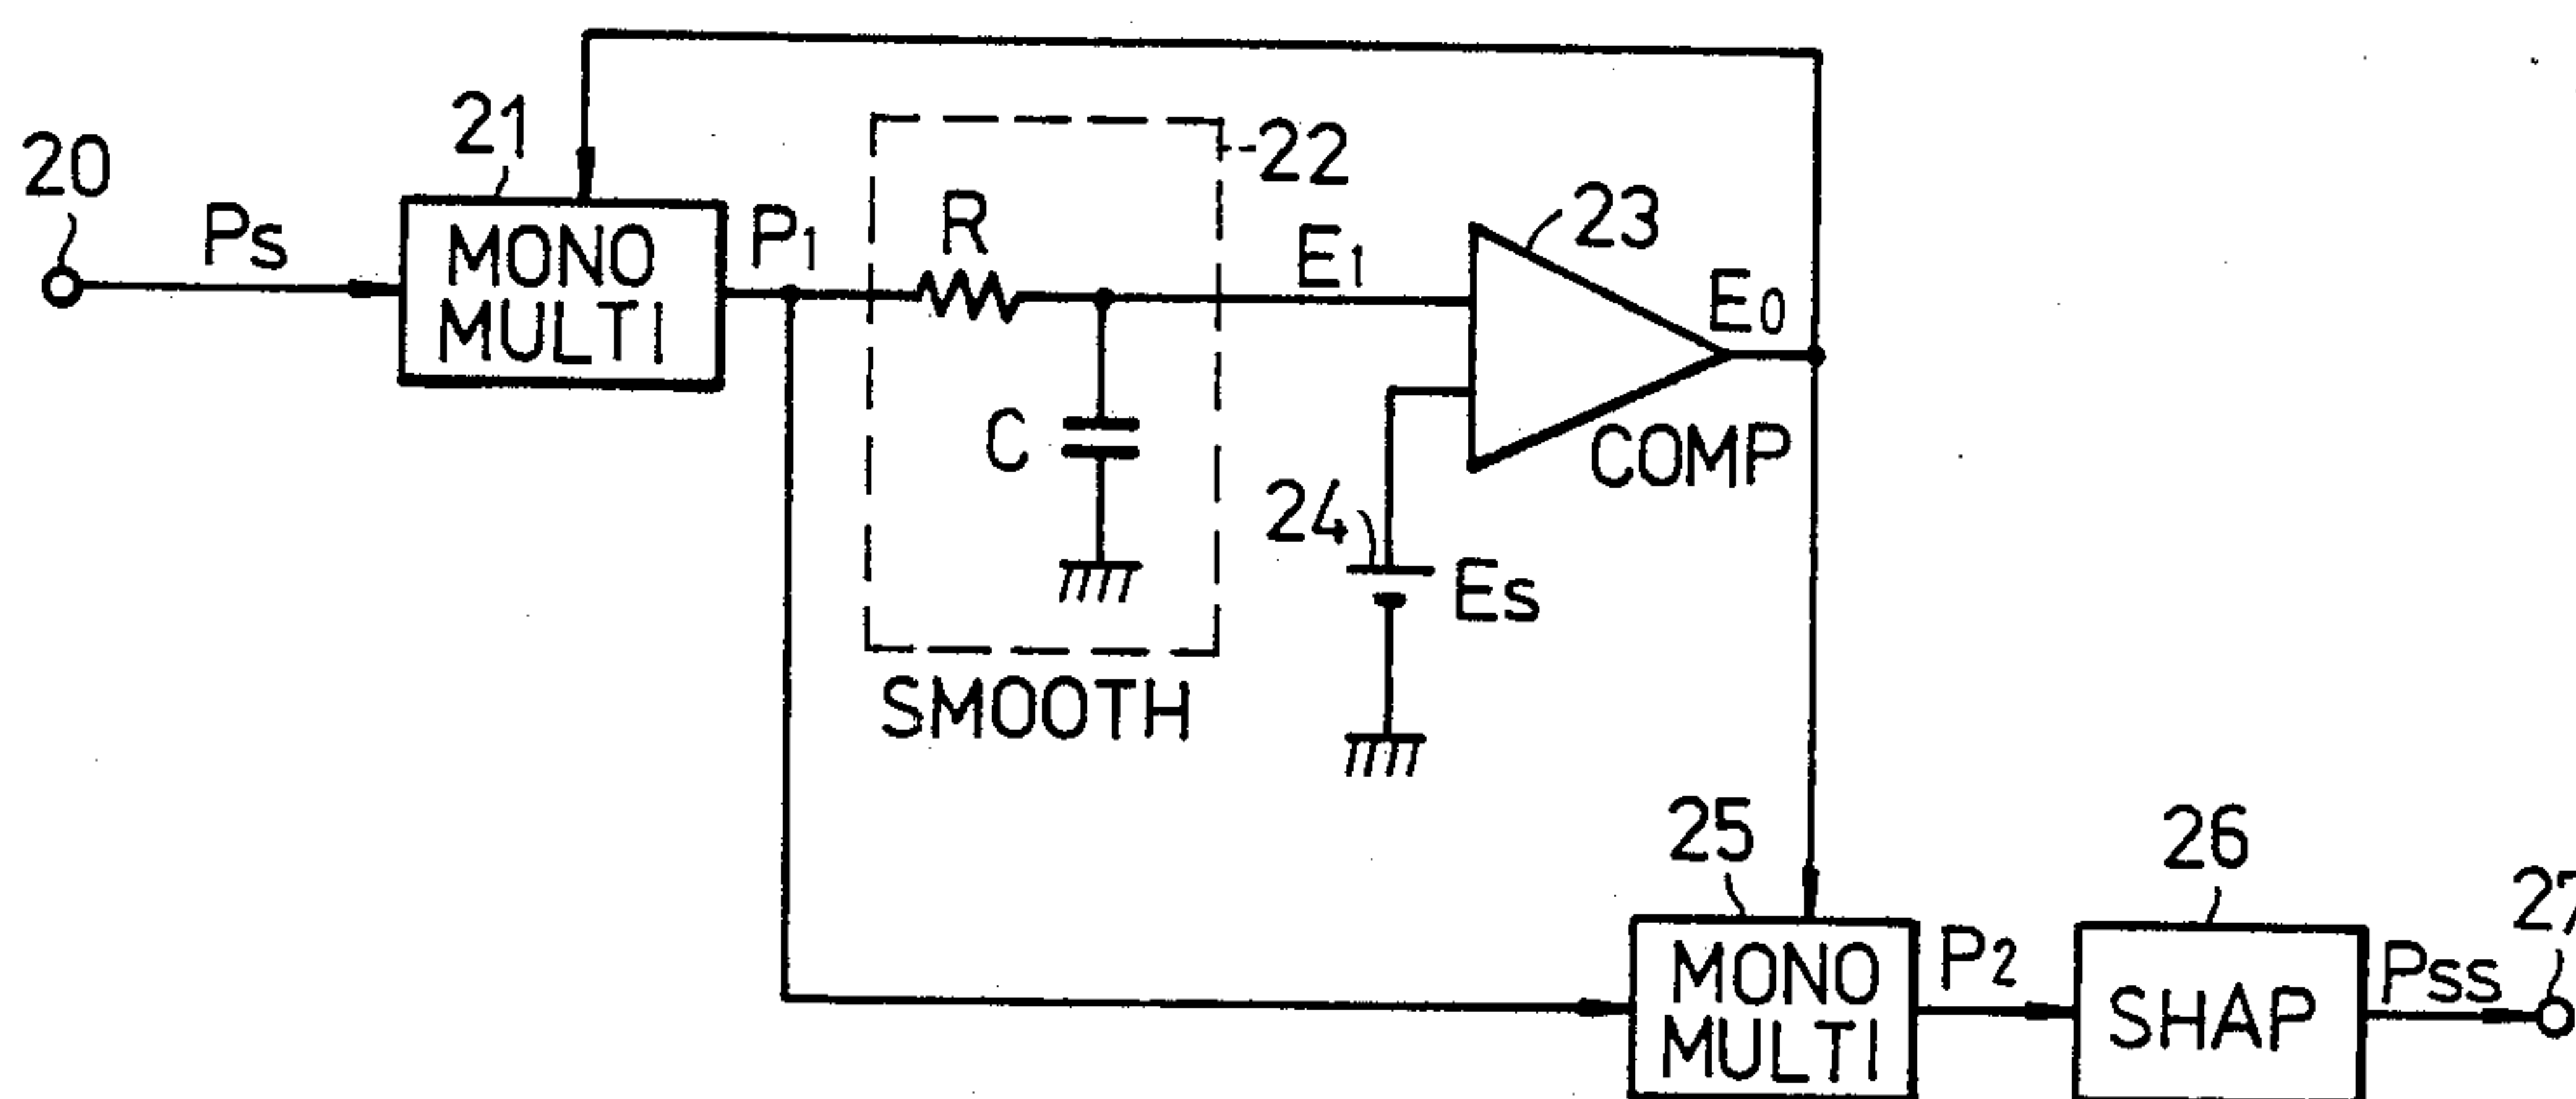 20
Ps
21
MONO
MULTI
P1
22
R
C
SMOOTH
E1
23
E0
COMP
24
Es
25
MONO
MULTI
P2
26
SHAP
Pss
27